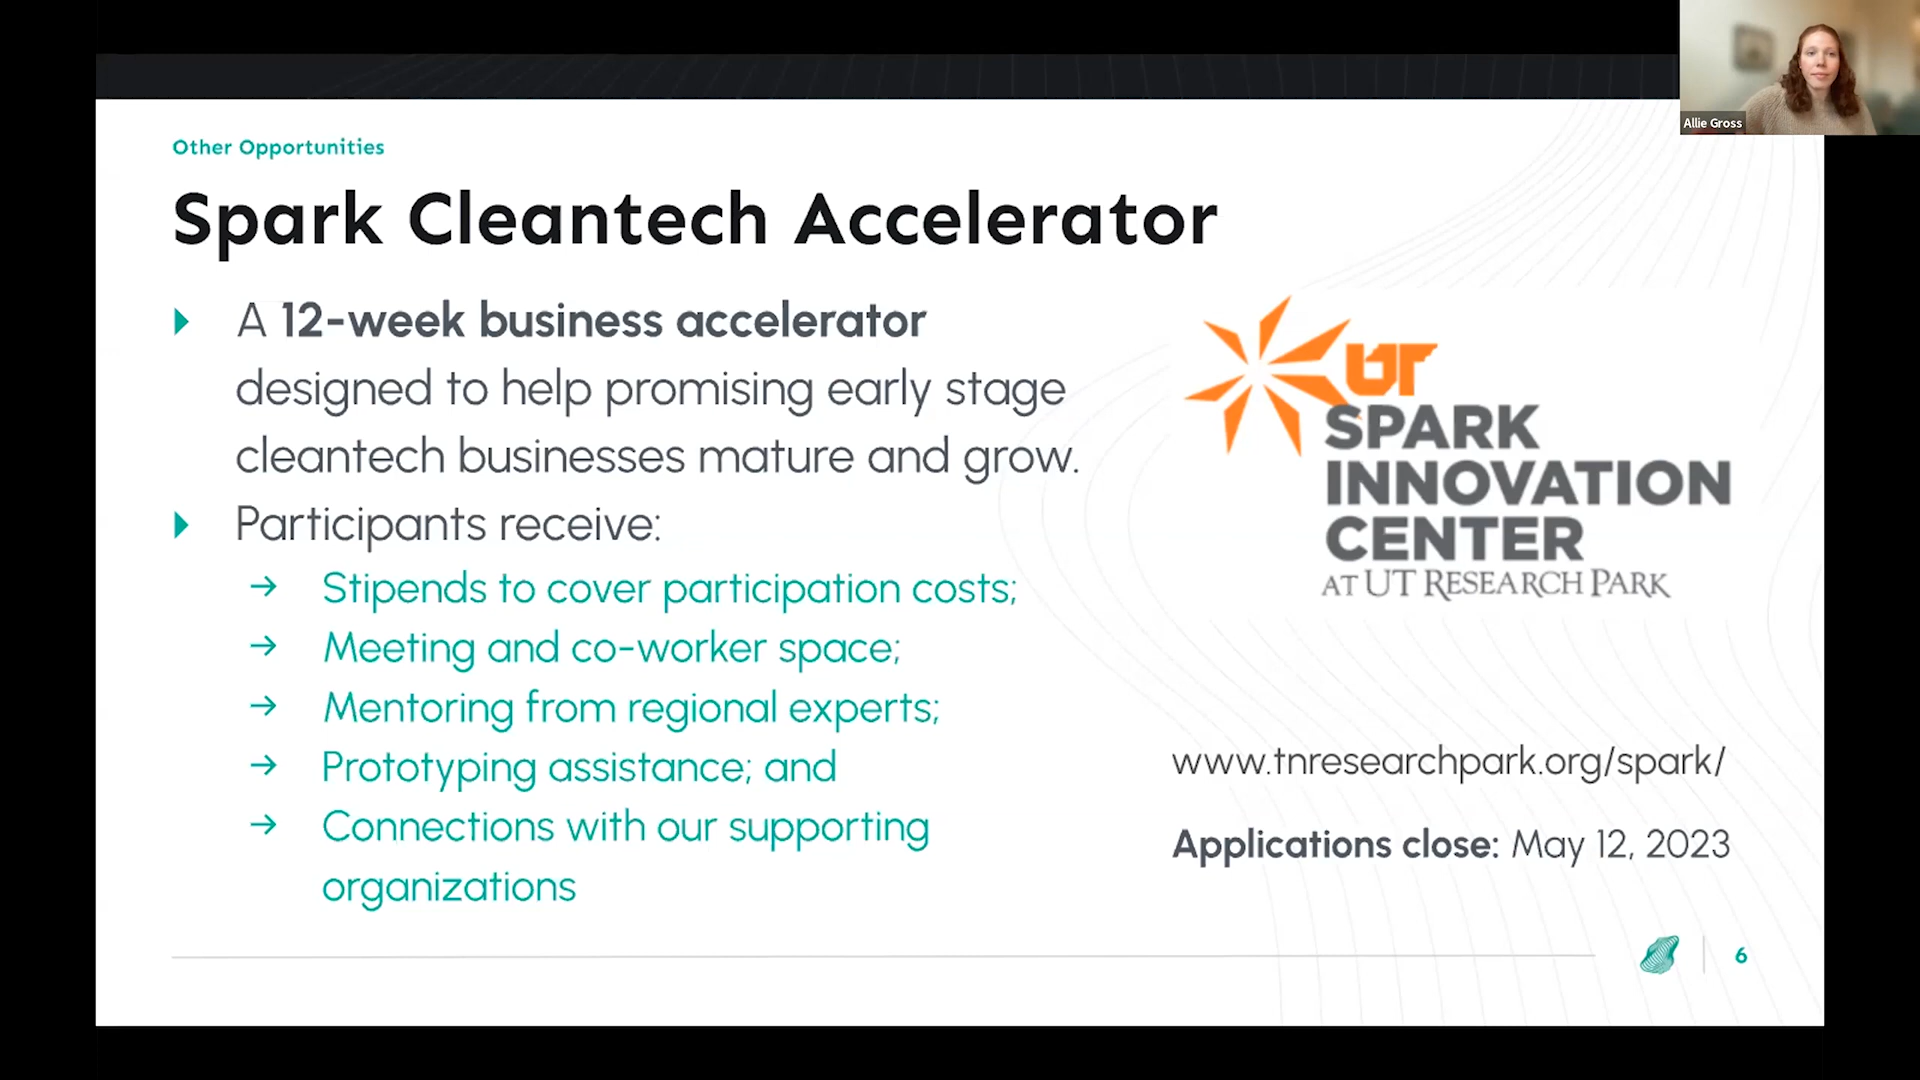 Allie Gross
Other Opportunities
Spark Cleantech Accelerator
A 12-week business accelerator
designed to help promising early stage
cleantech businesses mature and grow.
Participants receive:
→ Stipends to cover participation costs;
→ Meeting and co-worker space;
→ Mentoring from regional experts;
→ Prototyping assistance; and
→ Connections with our supporting
organizations
UT
SPARK
INNOVATION
CENTER
AT UT RESEARCH PARK
www.tnresearchpark.org/spark/
Applications close: May 12, 2023
6